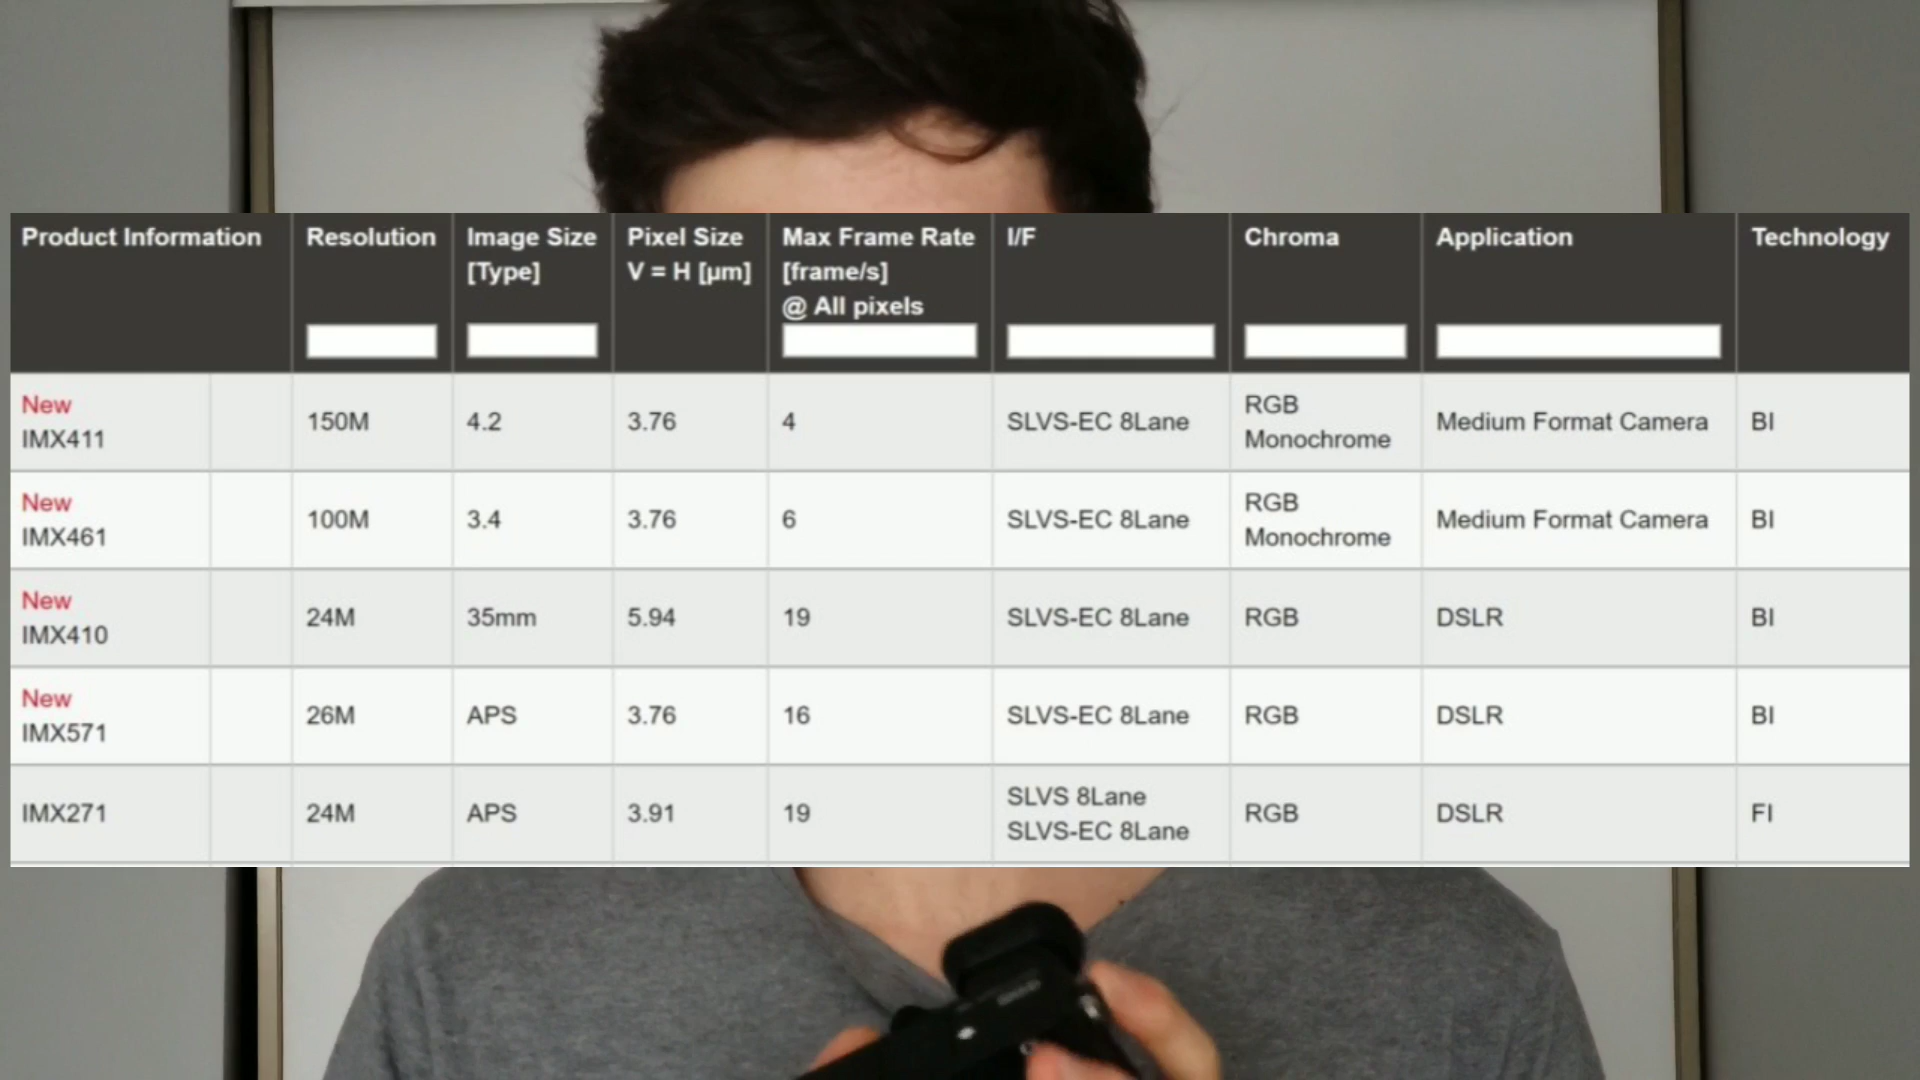 Product Information Resolution Image Size Pixel Size Max Frame Rate I/F Chroma Application Technology
[Type] V = H [µm] [frame/s]
@ All pixels
New
IMX411 150M 4.2 3.76 4 SLVS-EC 8Lane RGB Monochrome Medium Format Camera BI
New
IMX461 100M 3.4 3.76 6 SLVS-EC 8Lane RGB Monochrome Medium Format Camera BI
New
IMX410 24M 35mm 5.94 19 SLVS-EC 8Lane RGB DSLR BI
New
IMX571 26M APS 3.76 16 SLVS-EC 8Lane RGB DSLR BI
IMX271 24M APS 3.91 19 SLVS 8Lane SLVS-EC 8Lane RGB DSLR FI